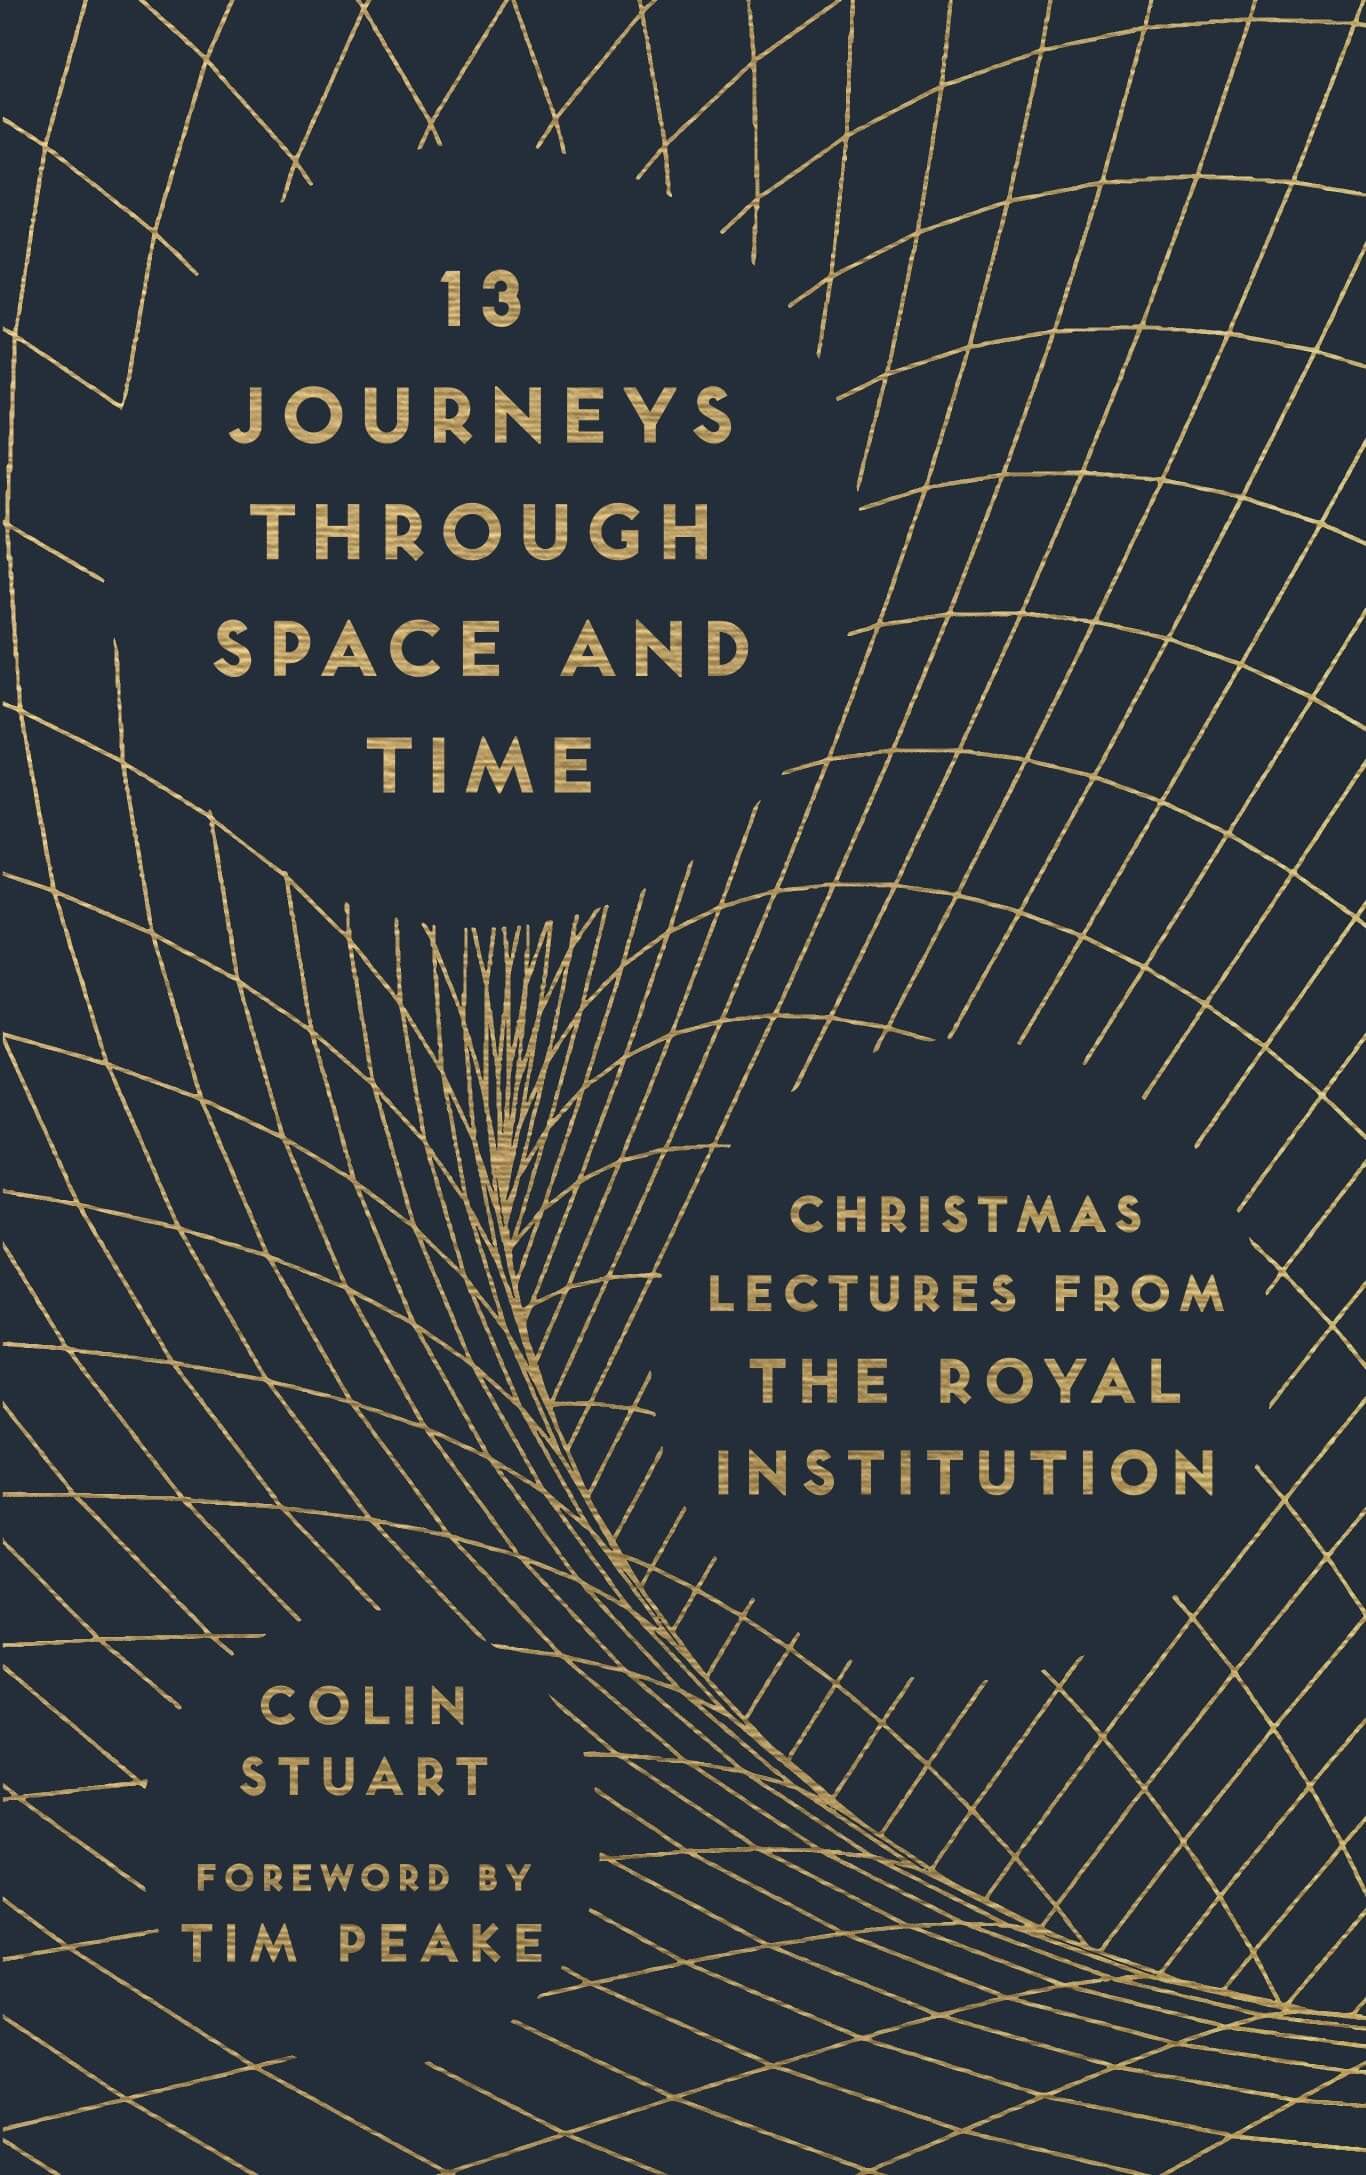 13
JOURNEYS
THROUGH
SPACE AND
TIME
CHRISTMAS
LECTURES FROM
THE ROYAL
INSTITUTION
COLIN
STUART
FOREWORD BY
TIM PEAKE